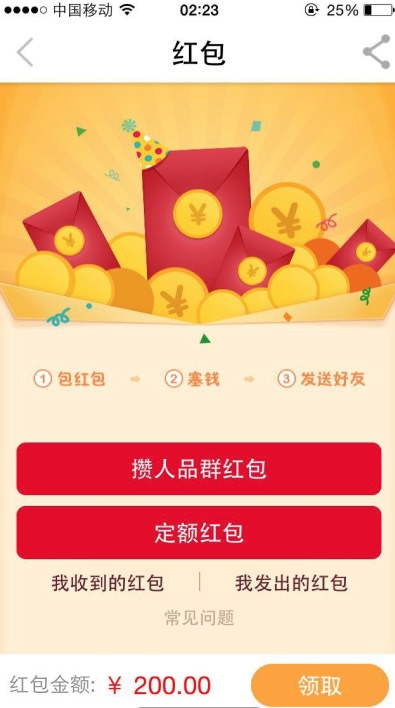 中国移动 02:23 25%
红包
¥
¥
¥
¥
¥
¥
1 包红包 2 塞钱 3 发送好友
攒人品群红包
定额红包
我收到的红包 | 我发出的红包
常见问题
红包金额: ¥ 200.00 领取